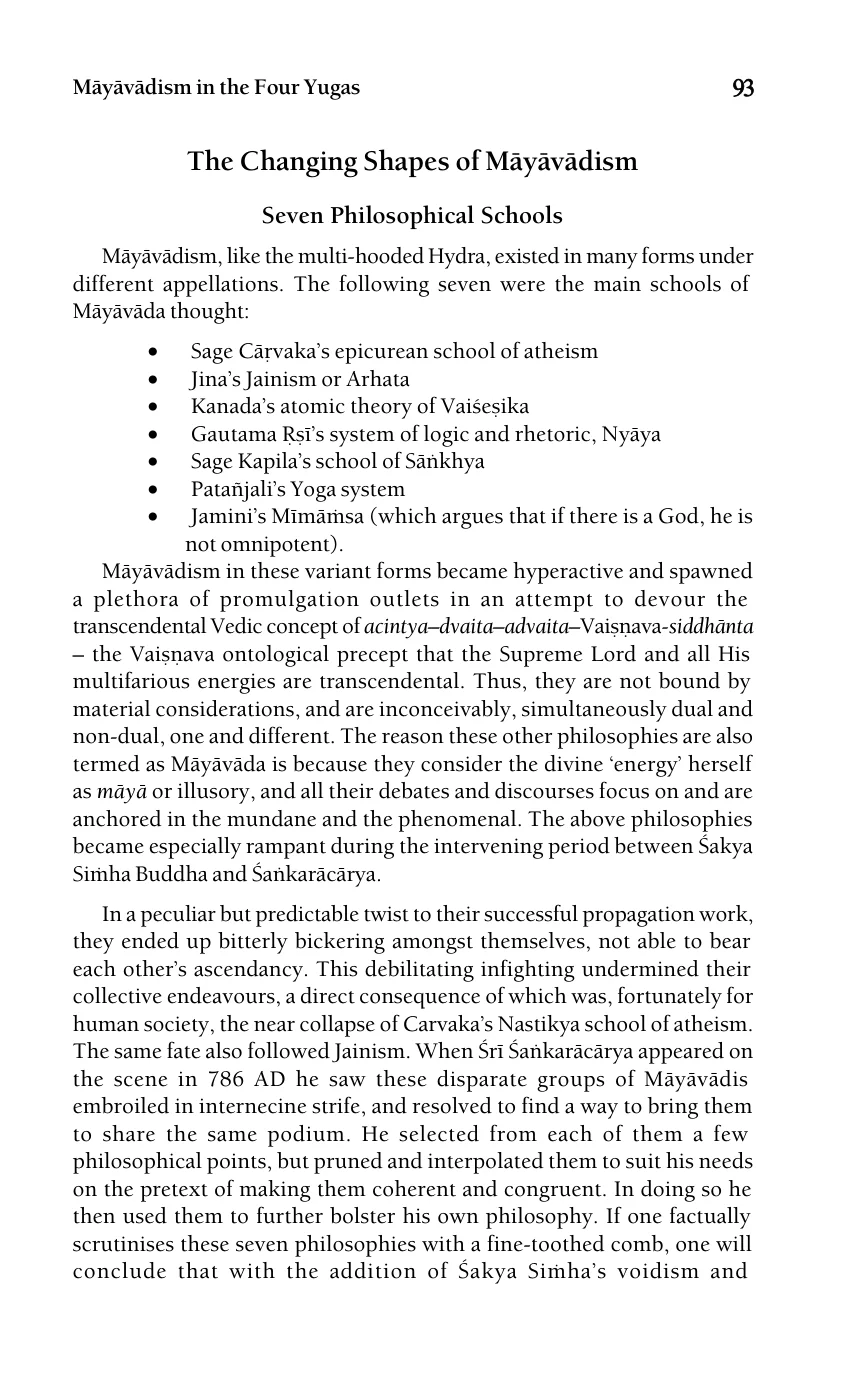 Māyāvādism in the Four Yugas 93
The Changing Shapes of Māyāvādism
Seven Philosophical Schools
Māyāvādism, like the multi-hooded Hydra, existed in many forms under
different appellations. The following seven were the main schools of
Māyāvāda thought:
• Sage Cāṛvaka’s epicurean school of atheism
• Jina’s Jainism or Arhata
• Kanada’s atomic theory of Vaiśeṣika
• Gautama Ṛṣī’s system of logic and rhetoric, Nyāya
• Sage Kapila’s school of Sāṅkhya
• Patañjali’s Yoga system
• Jamini’s Mīmāṁsa (which argues that if there is a God, he is
not omnipotent).
Māyāvādism in these variant forms became hyperactive and spawned
a plethora of promulgation outlets in an attempt to devour the
transcendental Vedic concept of acintya–dvaita–advaita–Vaiṣṇava-siddhānta
– the Vaiṣṇava ontological precept that the Supreme Lord and all His
multifarious energies are transcendental. Thus, they are not bound by
material considerations, and are inconceivably, simultaneously dual and
non-dual, one and different. The reason these other philosophies are also
termed as Māyāvāda is because they consider the divine ‘energy’ herself
as māyā or illusory, and all their debates and discourses focus on and are
anchored in the mundane and the phenomenal. The above philosophies
became especially rampant during the intervening period between Śakya
Siṁha Buddha and Śaṅkarācārya.
In a peculiar but predictable twist to their successful propagation work,
they ended up bitterly bickering amongst themselves, not able to bear
each other’s ascendancy. This debilitating infighting undermined their
collective endeavours, a direct consequence of which was, fortunately for
human society, the near collapse of Carvaka’s Nastikya school of atheism.
The same fate also followed Jainism. When Śrī Śaṅkarācārya appeared on
the scene in 786 AD he saw these disparate groups of Māyāvādis
embroiled in internecine strife, and resolved to find a way to bring them
to share the same podium. He selected from each of them a few
philosophical points, but pruned and interpolated them to suit his needs
on the pretext of making them coherent and congruent. In doing so he
then used them to further bolster his own philosophy. If one factually
scrutinises these seven philosophies with a fine-toothed comb, one will
conclude that with the addition of Śakya Siṁha’s voidism and